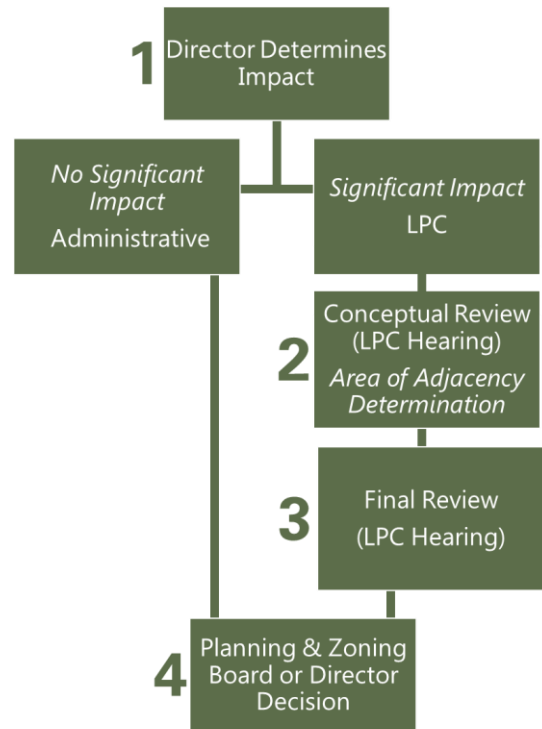 1
Director Determines
Impact
No Significant
Impact
Administrative
Significant Impact
LPC
2
Conceptual Review
(LPC Hearing)
Area of Adjacency
Determination
3
Final Review
(LPC Hearing)
4
Planning & Zoning
Board or Director
Decision